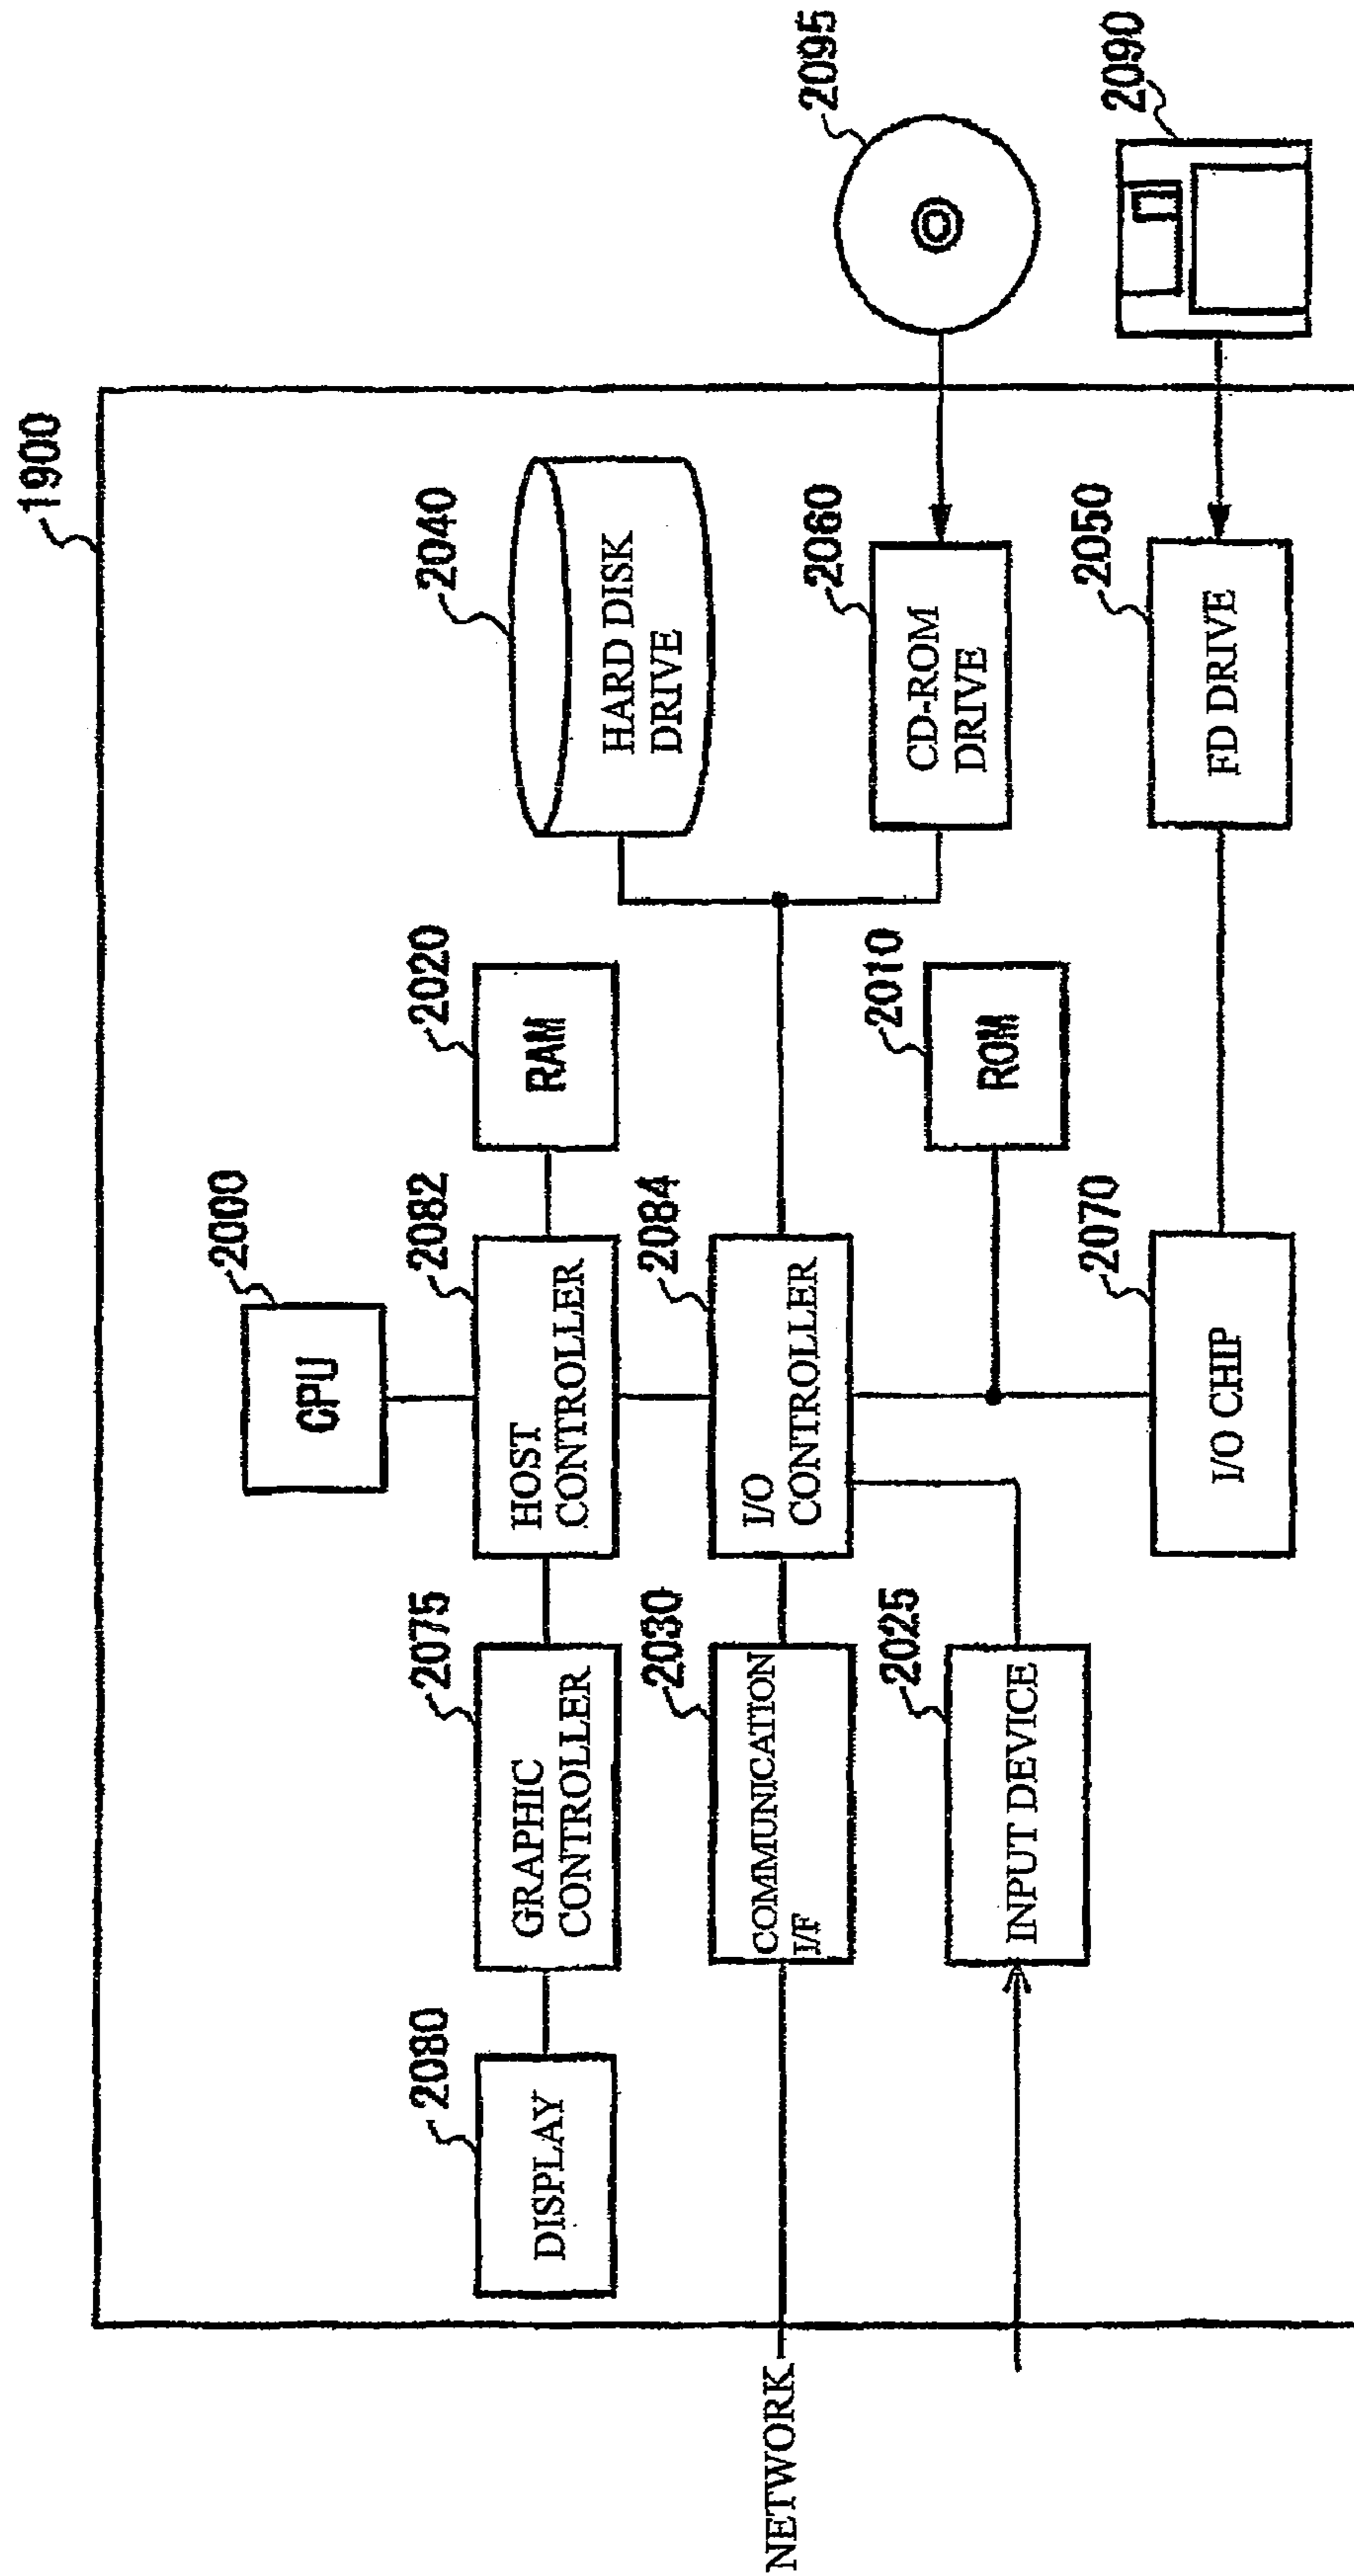 1900
2000
CPU
2080
DISPLAY
2075
GRAPHIC
CONTROLLER
2082
HOST
CONTROLLER
2020
RAM
2040
HARD DISK
DRIVE
NETWORK
2030
COMMUNICATION
I/F
2084
I/O
CONTROLLER
2060
CD-ROM
DRIVE
2095
2025
INPUT DEVICE
2010
ROM
2070
I/O CHIP
2050
FD DRIVE
2090